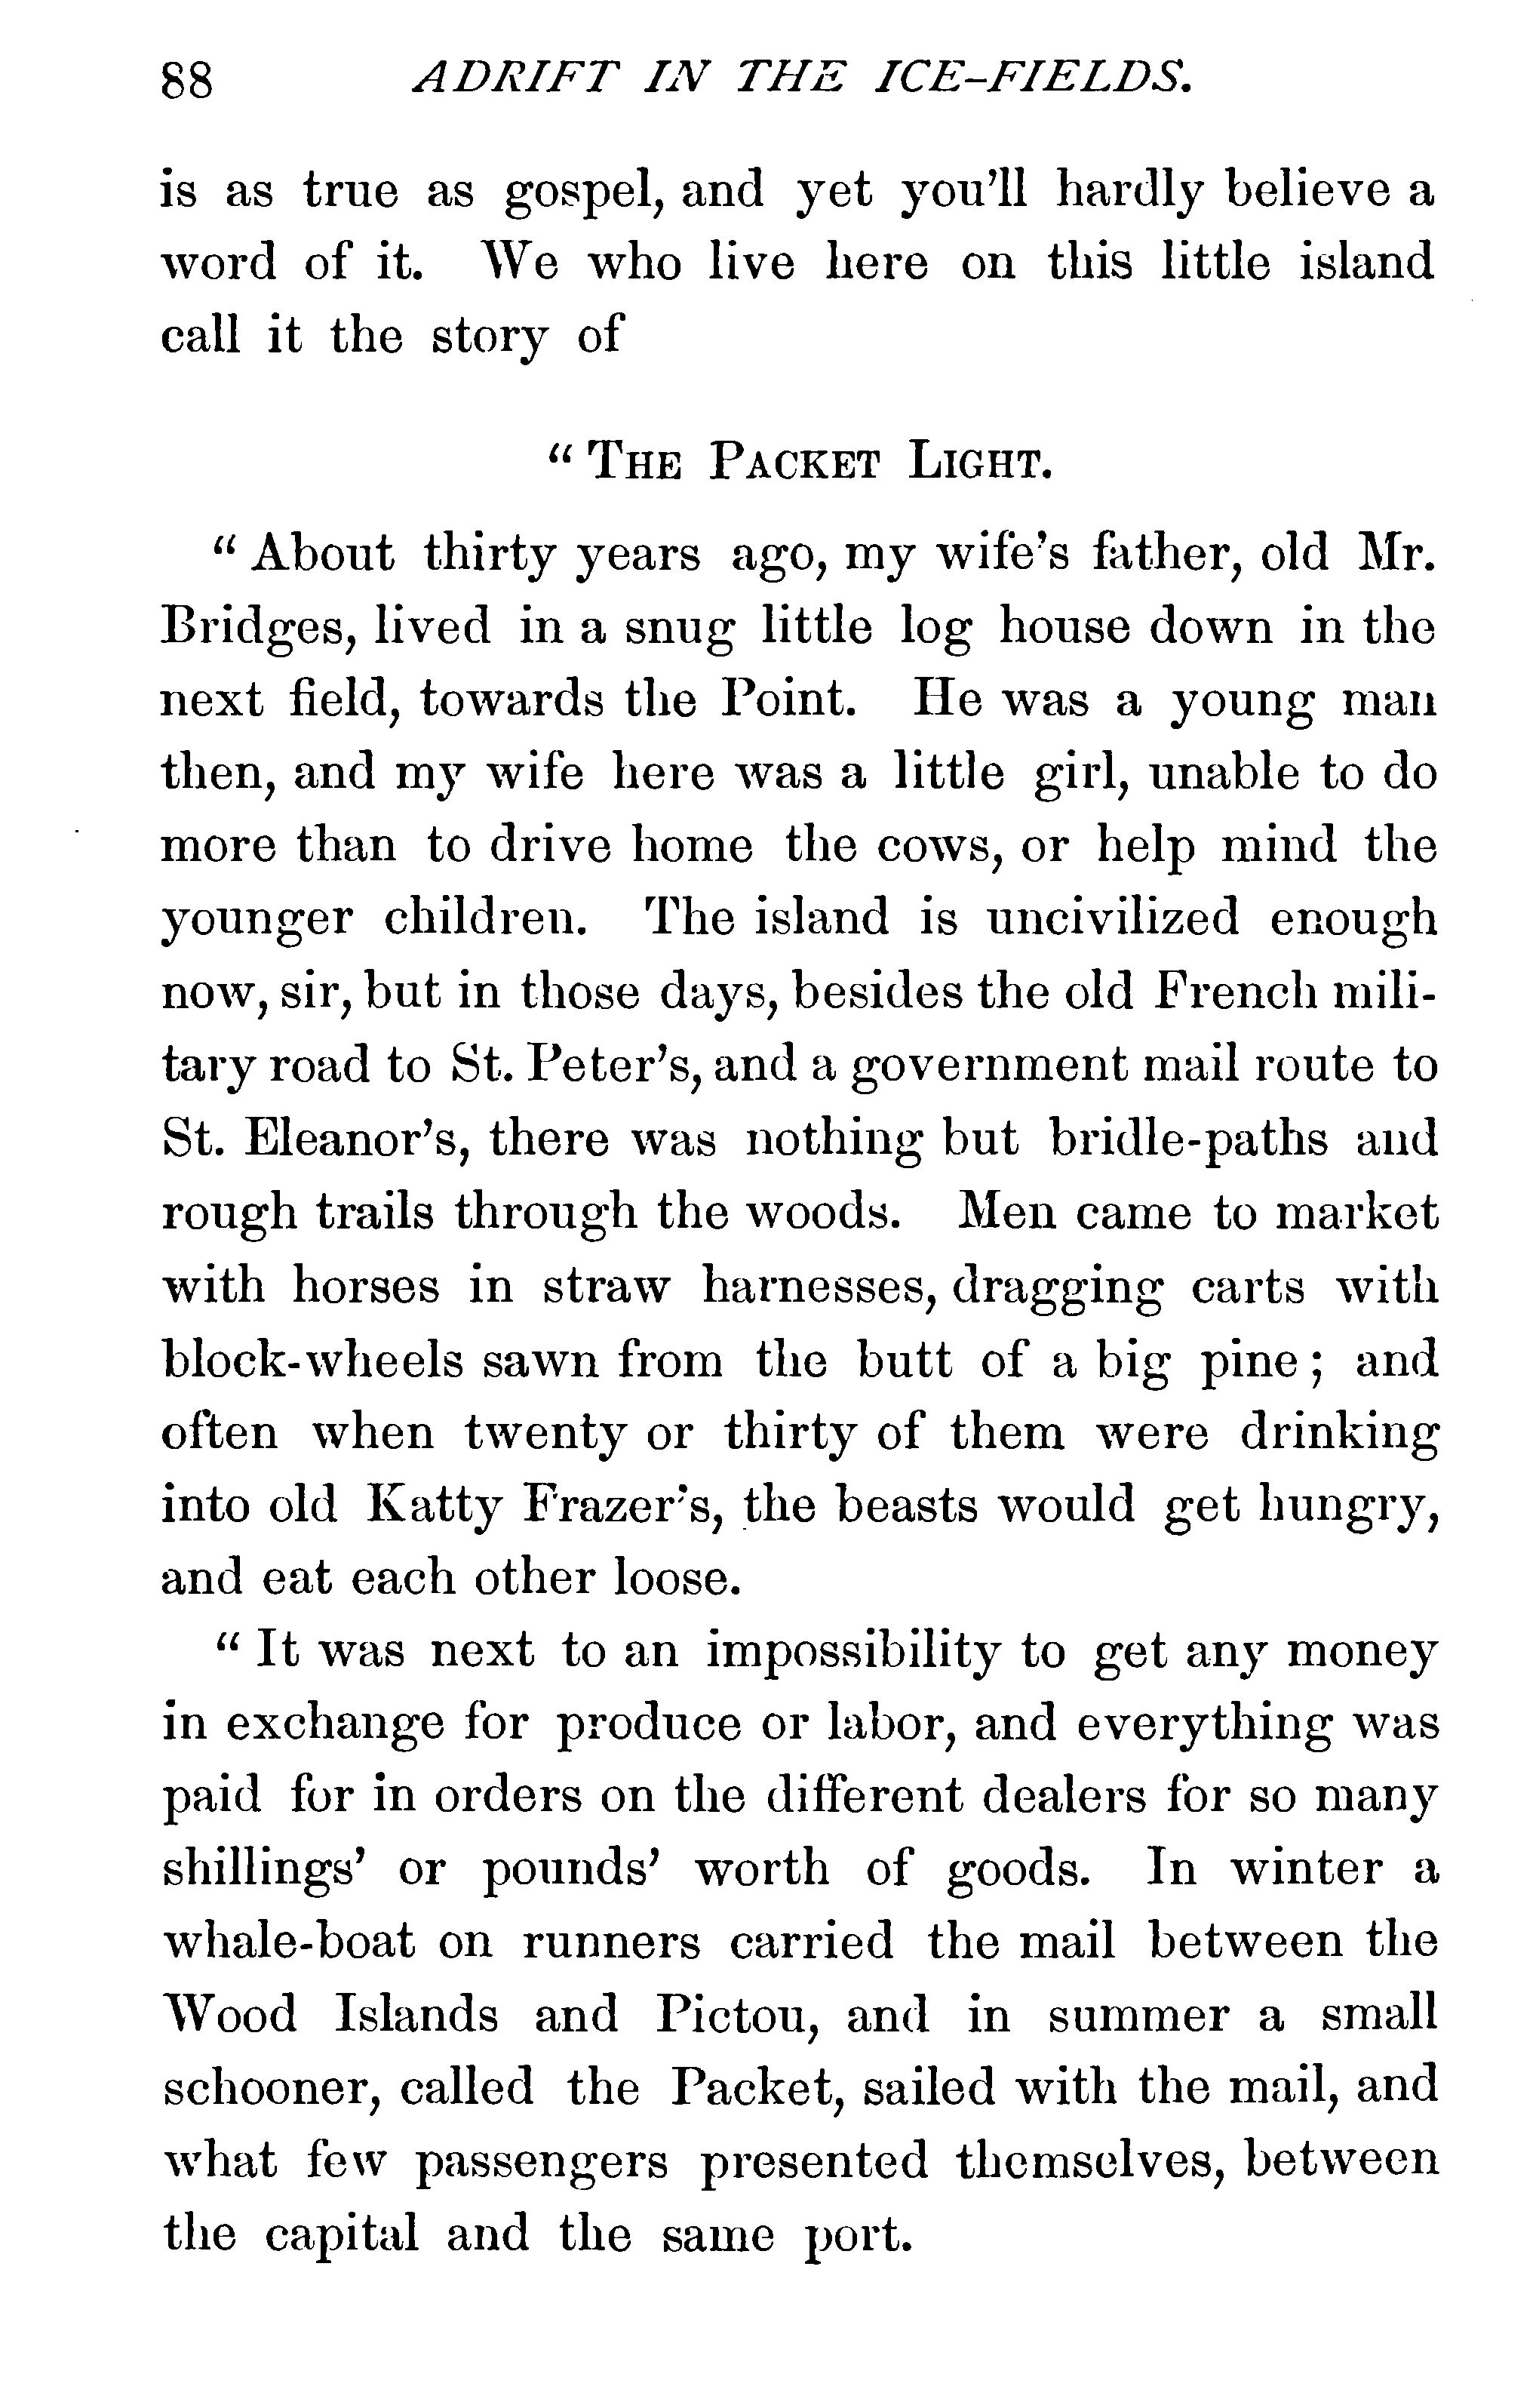 88 ADRIFT IN THE ICE-FIELDS.
is as true as gospel, and yet you'll hardly believe a
word of it. We who live here on this little island
call it the story of
“ THE PACKET LIGHT.
“ About thirty years ago, my wife's father, old Mr.
Bridges, lived in a snug little log house down in the
next field, towards the Point. He was a young man
then, and my wife here was a little girl, unable to do
more than to drive home the cows, or help mind the
younger children. The island is uncivilized enough
now, sir, but in those days, besides the old French mili-
tary road to St. Peter's, and a government mail route to
St. Eleanor's, there was nothing but bridle-paths and
rough trails through the woods. Men came to market
with horses in straw harnesses, dragging carts with
block-wheels sawn from the butt of a big pine; and
often when twenty or thirty of them were drinking
into old Katty Frazer's, the beasts would get hungry,
and eat each other loose.
“ It was next to an impossibility to get any money
in exchange for produce or labor, and everything was
paid for in orders on the different dealers for so many
shillings' or pounds' worth of goods. In winter a
whale-boat on runners carried the mail between the
Wood Islands and Pictou, and in summer a small
schooner, called the Packet, sailed with the mail, and
what few passengers presented themselves, between
the capital and the same port.